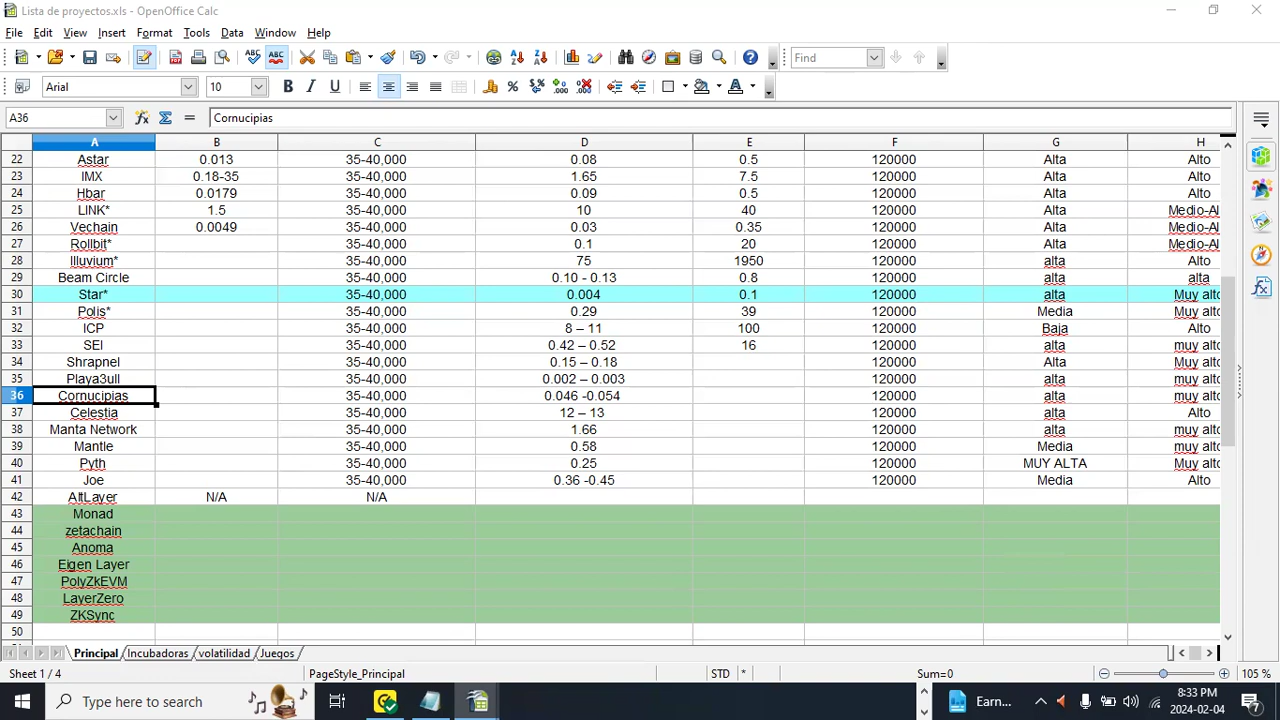 Lista de proyectos.xls - OpenOffice Calc
File Edit View Insert Format Tools Data Window Help
Find
Arial 10
A36 Cornucipias
A B C D E F G H
22 Astar 0.013 35-40,000 0.08 0.5 120000 Alta Alto
23 IMX 0.18-35 35-40,000 1.65 7.5 120000 Alta Alto
24 Hbar 0.0179 35-40,000 0.09 0.5 120000 Alta Alto
25 LINK* 1.5 35-40,000 10 40 120000 Alta Medio-Al
26 Vechain 0.0049 35-40,000 0.03 0.35 120000 Alta Medio-Al
27 Rollbit* 35-40,000 0.1 20 120000 Alta Medio-Al
28 Illuvium* 35-40,000 75 1950 120000 alta Alto
29 Beam Circle 35-40,000 0.10 - 0.13 0.8 120000 alta alta
30 Star* 35-40,000 0.004 0.1 120000 alta Muy alto
31 Polis* 35-40,000 0.29 39 120000 Media Muy alto
32 ICP 35-40,000 8 – 11 100 120000 Baja Alto
33 SEI 35-40,000 0.42 – 0.52 16 120000 alta muy alto
34 Shrapnel 35-40,000 0.15 – 0.18 120000 Alta muy alto
35 Playa3ull 35-40,000 0.002 – 0.003 120000 alta muy alto
36 Cornucipias 35-40,000 0.046 -0.054 120000 alta muy alto
37 Celestia 35-40,000 12 – 13 120000 alta Alto
38 Manta Network 35-40,000 1.66 120000 alta muy alto
39 Mantle 35-40,000 0.58 120000 Media muy alto
40 Pyth 35-40,000 0.25 120000 MUY ALTA Muy alto
41 Joe 35-40,000 0.36 -0.45 120000 Media Alto
42 AltLayer N/A N/A
43 Monad
44 zetachain
45 Anoma
46 Eigen Layer
47 PolyZkEVM
48 LayerZero
49 ZKSync
50
Principal Incubadoras volatilidad Juegos
Sheet 1 / 4 PageStyle_Principal STD * Sum=0 105 %
Type here to search Earn... 8:33 PM
2024-02-04 7